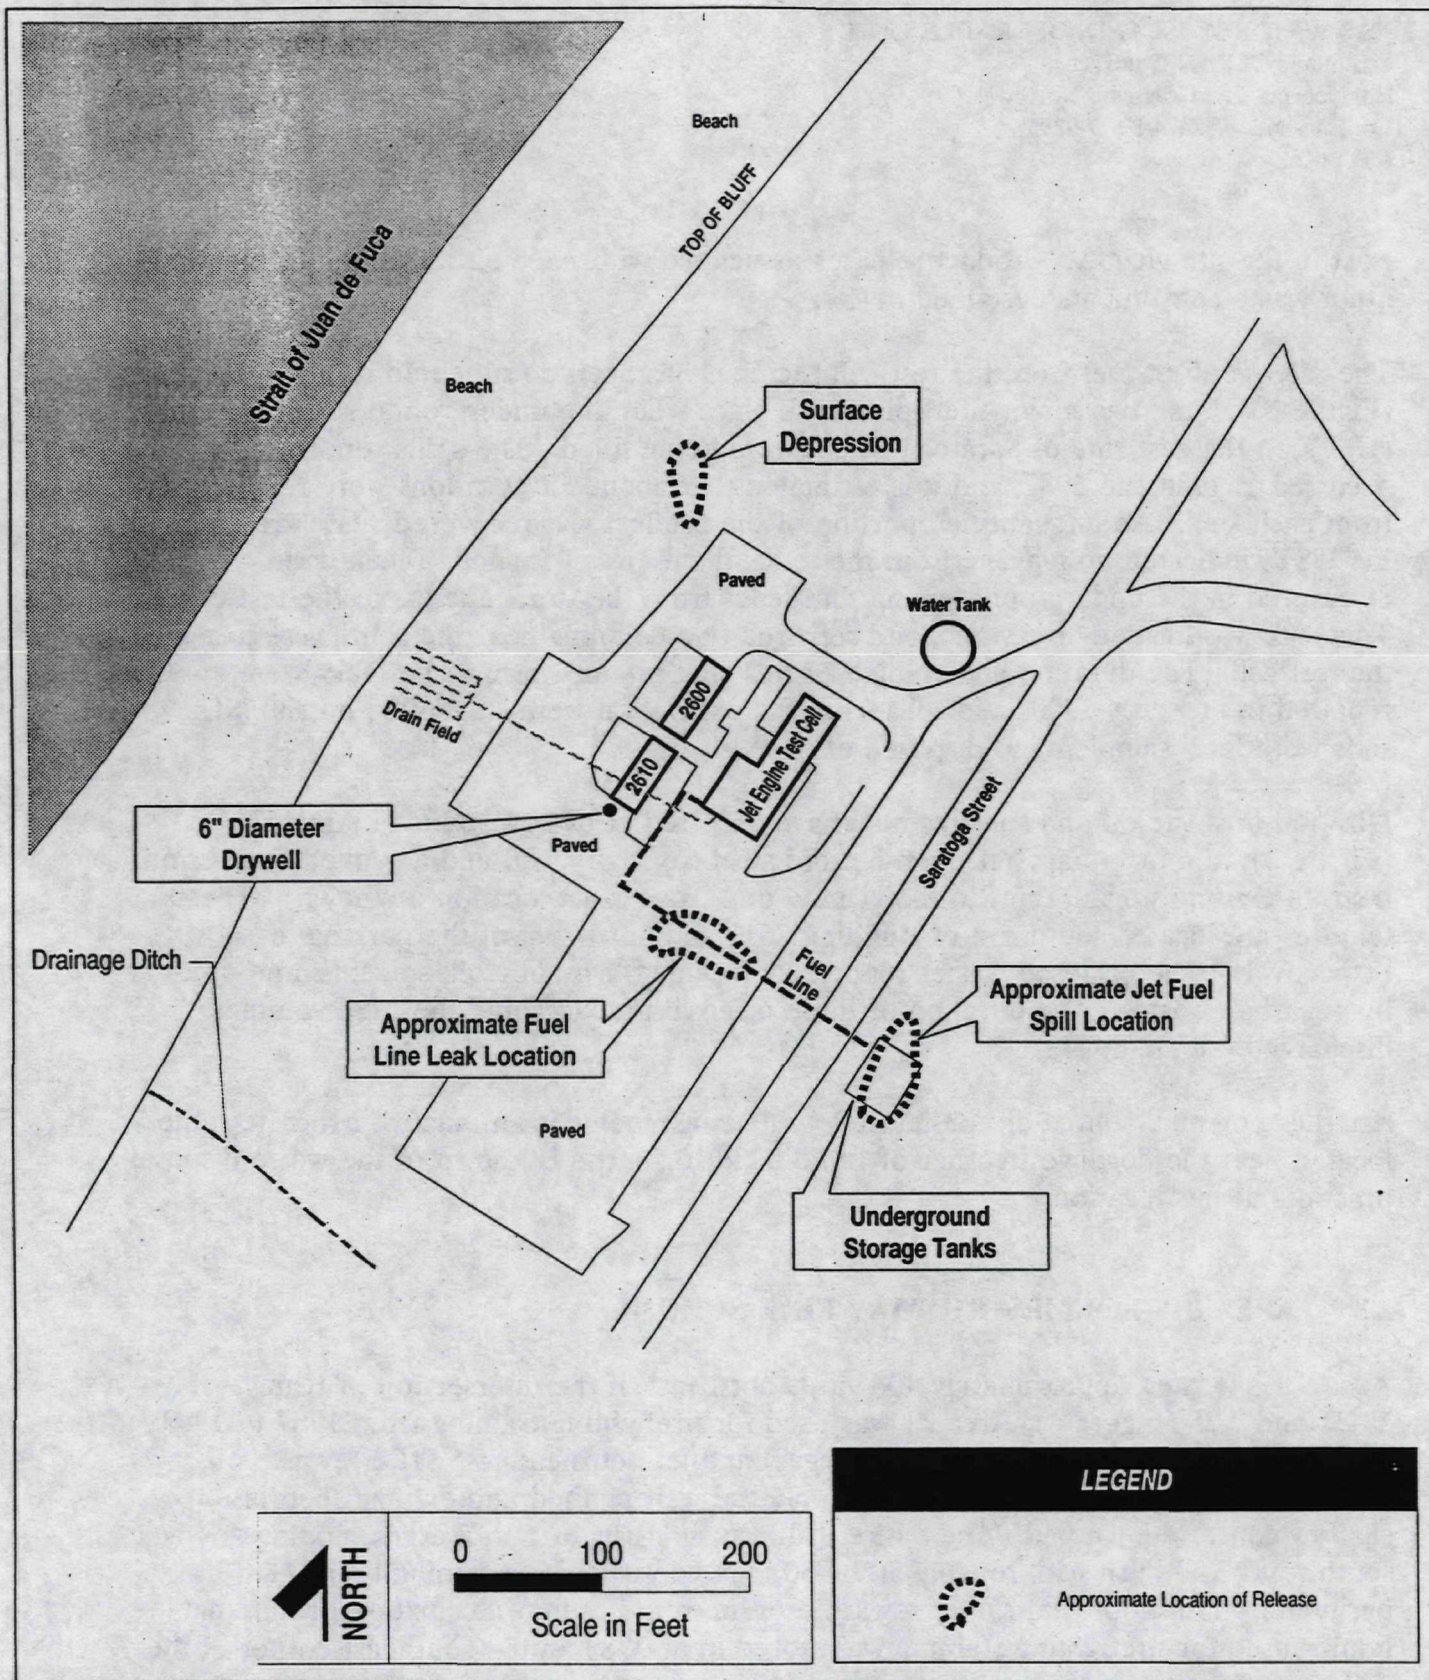 Beach
TOP OF BLUFF
Strait of Juan de Fuca
Beach
Surface
Depression
Paved
Water Tank
2600
Drain Field
Jet Engine Test Cell
2610
6" Diameter
Drywell
Paved
Saratoga Street
Drainage Ditch
Fuel
Line
Approximate Jet Fuel
Spill Location
Approximate Fuel
Line Leak Location
Paved
Underground
Storage Tanks
LEGEND
NORTH
0 100 200
Scale in Feet
Approximate Location of Release